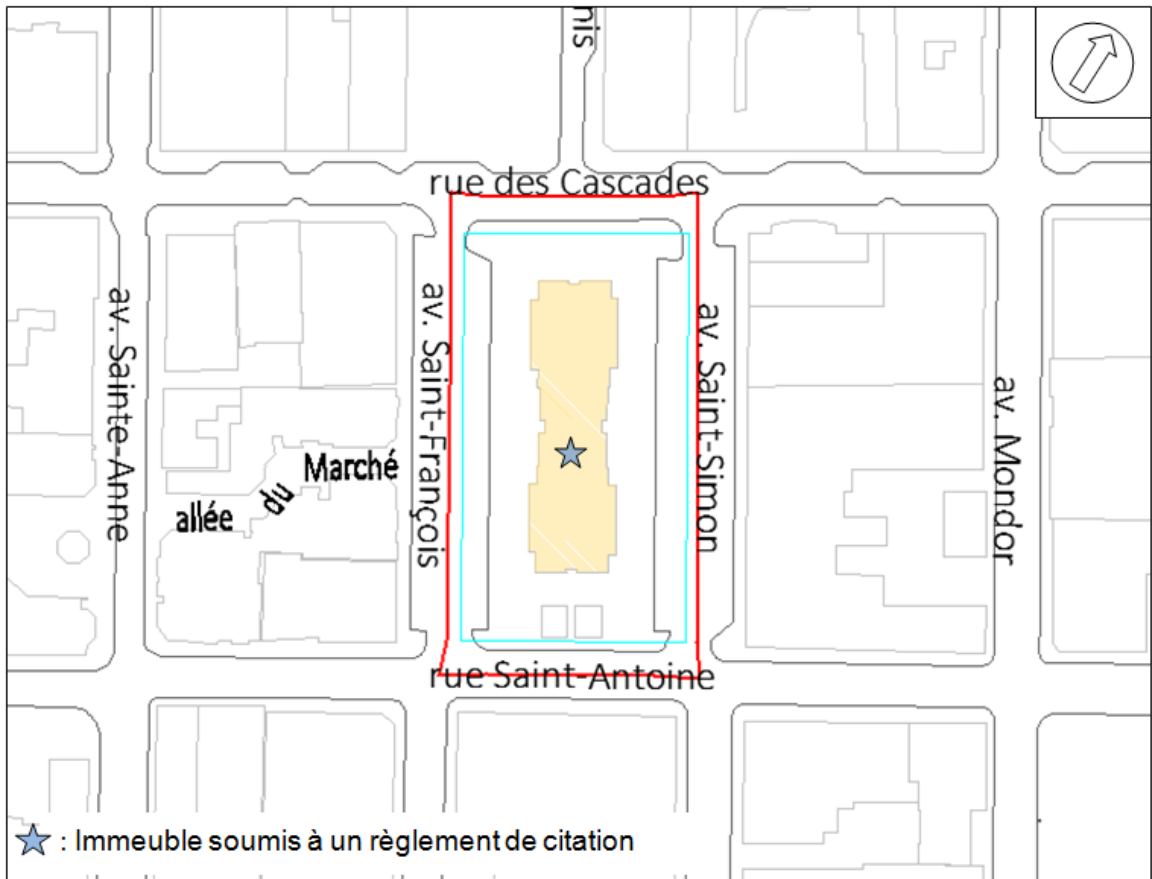 rue des Cascades
av. Sainte-Anne
av. Saint-François
av. Saint-Simon
av. Mondor
allée du Marché
rue Saint-Antoine
: Immeuble soumis à un règlement de citation